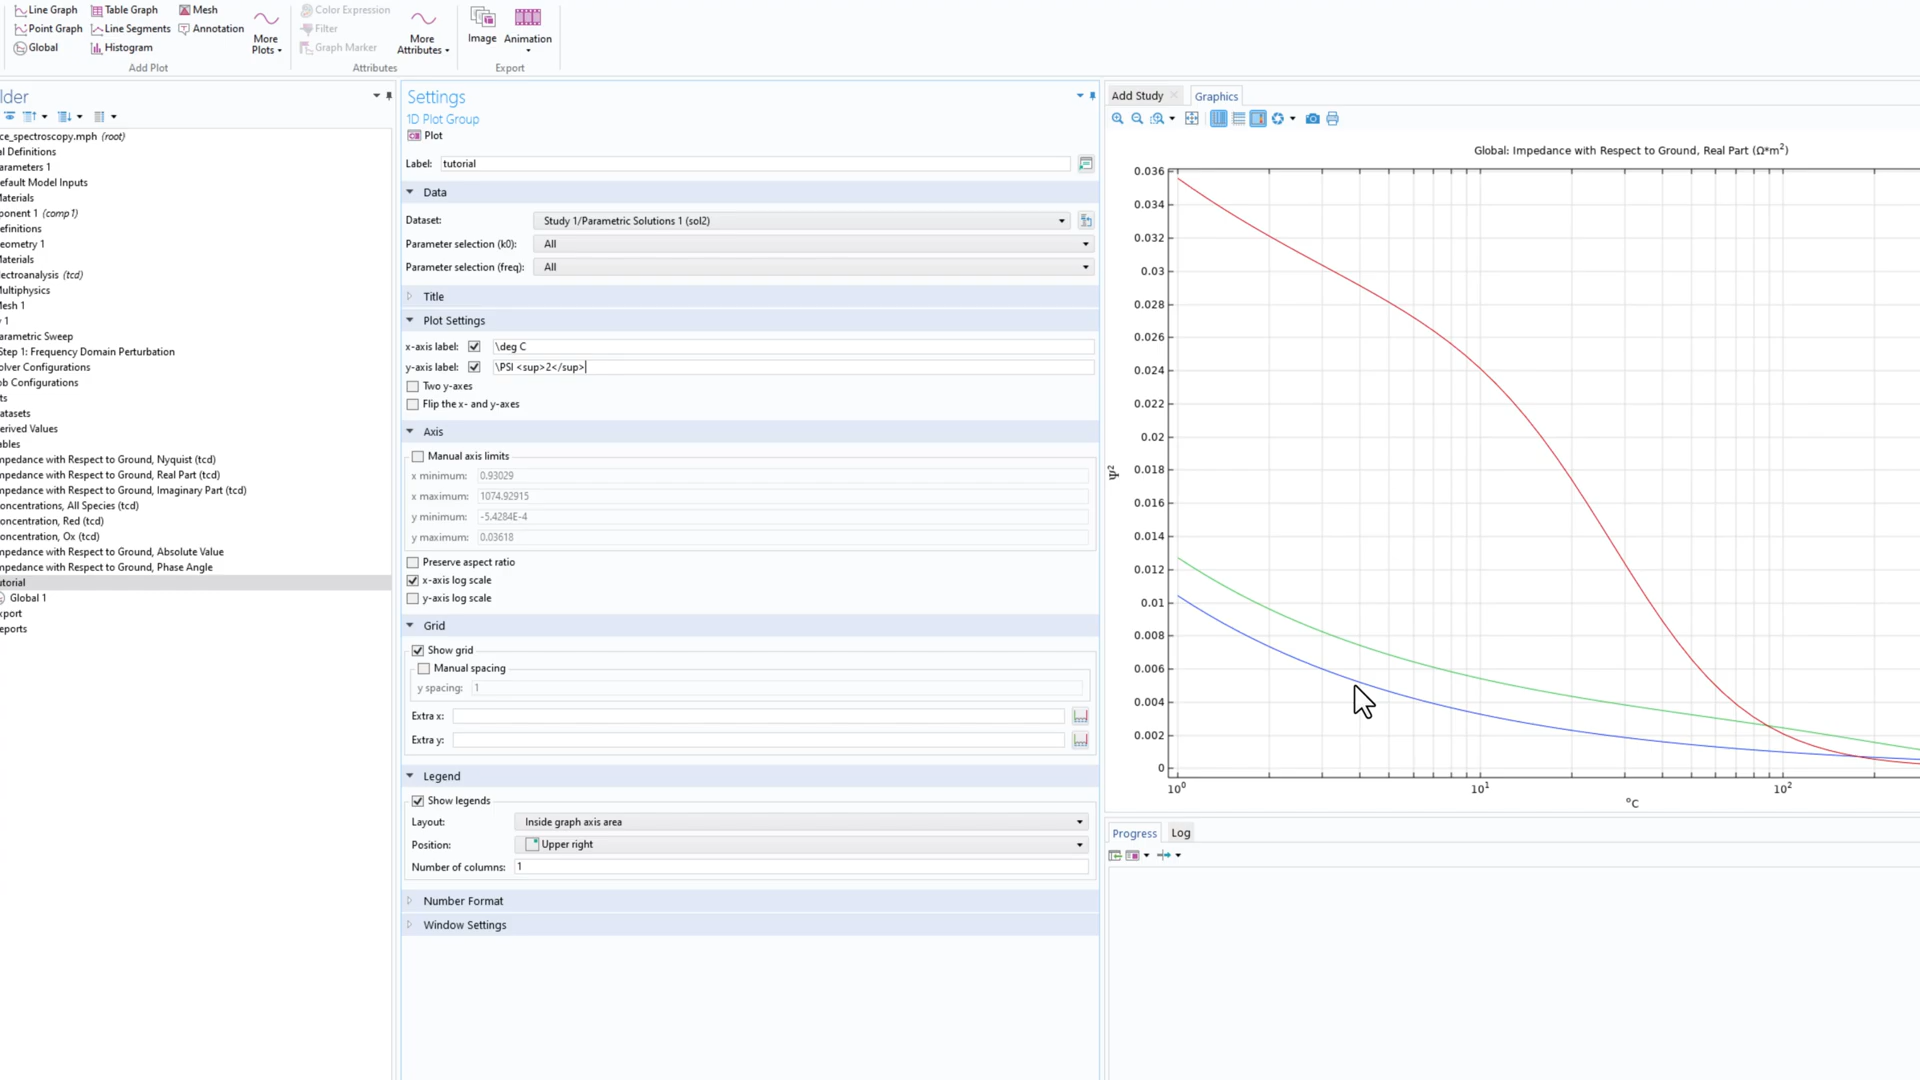 Line Graph Table Graph Mesh Color Expression
Point Graph Line Segments Annotation Filter
Global Histogram Graph Marker
More Plots
More Attributes
Image Animation
Add Plot Attributes Export
lder
ce_spectroscopy.mph (root)
al Definitions
arameters 1
efault Model Inputs
Materials
ponent 1 (comp1)
efinitions
eometry 1
Materials
ectroanalysis (tcd)
Multiphysics
Mesh 1
y 1
arametric Sweep
Step 1: Frequency Domain Perturbation
olver Configurations
ob Configurations
ts
atasets
erived Values
ables
mpedance with Respect to Ground, Nyquist (tcd)
mpedance with Respect to Ground, Real Part (tcd)
mpedance with Respect to Ground, Imaginary Part (tcd)
oncentrations, All Species (tcd)
oncentration, Red (tcd)
oncentration, Ox (tcd)
mpedance with Respect to Ground, Absolute Value
mpedance with Respect to Ground, Phase Angle
utorial
Global 1
xport
eports
Settings
1D Plot Group
Plot
Label: tutorial
Data
Dataset: Study 1/Parametric Solutions 1 (sol2)
Parameter selection (k0): All
Parameter selection (freq): All
Title
Plot Settings
x-axis label: \deg C
y-axis label: \PSI <sup>2</sup>
Two y-axes
Flip the x- and y-axes
Axis
Manual axis limits
x minimum: 0.93029
x maximum: 1074.92915
y minimum: -5.4284E-4
y maximum: 0.03618
Preserve aspect ratio
x-axis log scale
y-axis log scale
Grid
Show grid
Manual spacing
y spacing: 1
Extra x:
Extra y:
Legend
Show legends
Layout: Inside graph axis area
Position: Upper right
Number of columns: 1
Number Format
Window Settings
Add Study Graphics
Global: Impedance with Respect to Ground, Real Part (Ω*m²)
0.036
0.034
0.032
0.03
0.028
0.026
0.024
0.022
0.02
0.018
0.016
0.014
0.012
0.01
0.008
0.006
0.004
0.002
0
Ψ²
10⁰ 10¹ 10²
°C
Progress Log